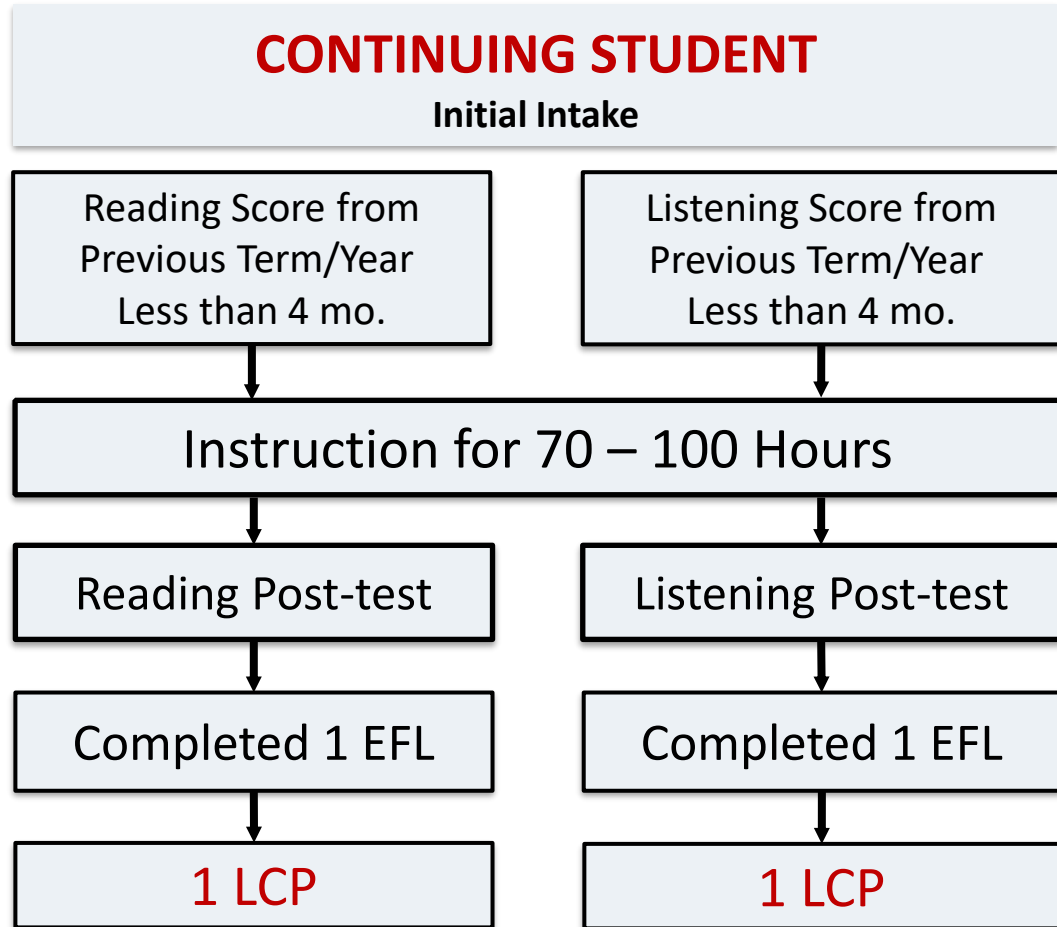 CONTINUING STUDENT
Initial Intake
Reading Score from
Previous Term/Year
Less than 4 mo.
Listening Score from
Previous Term/Year
Less than 4 mo.
Instruction for 70 – 100 Hours
Reading Post-test
Listening Post-test
Completed 1 EFL
Completed 1 EFL
1 LCP
1 LCP